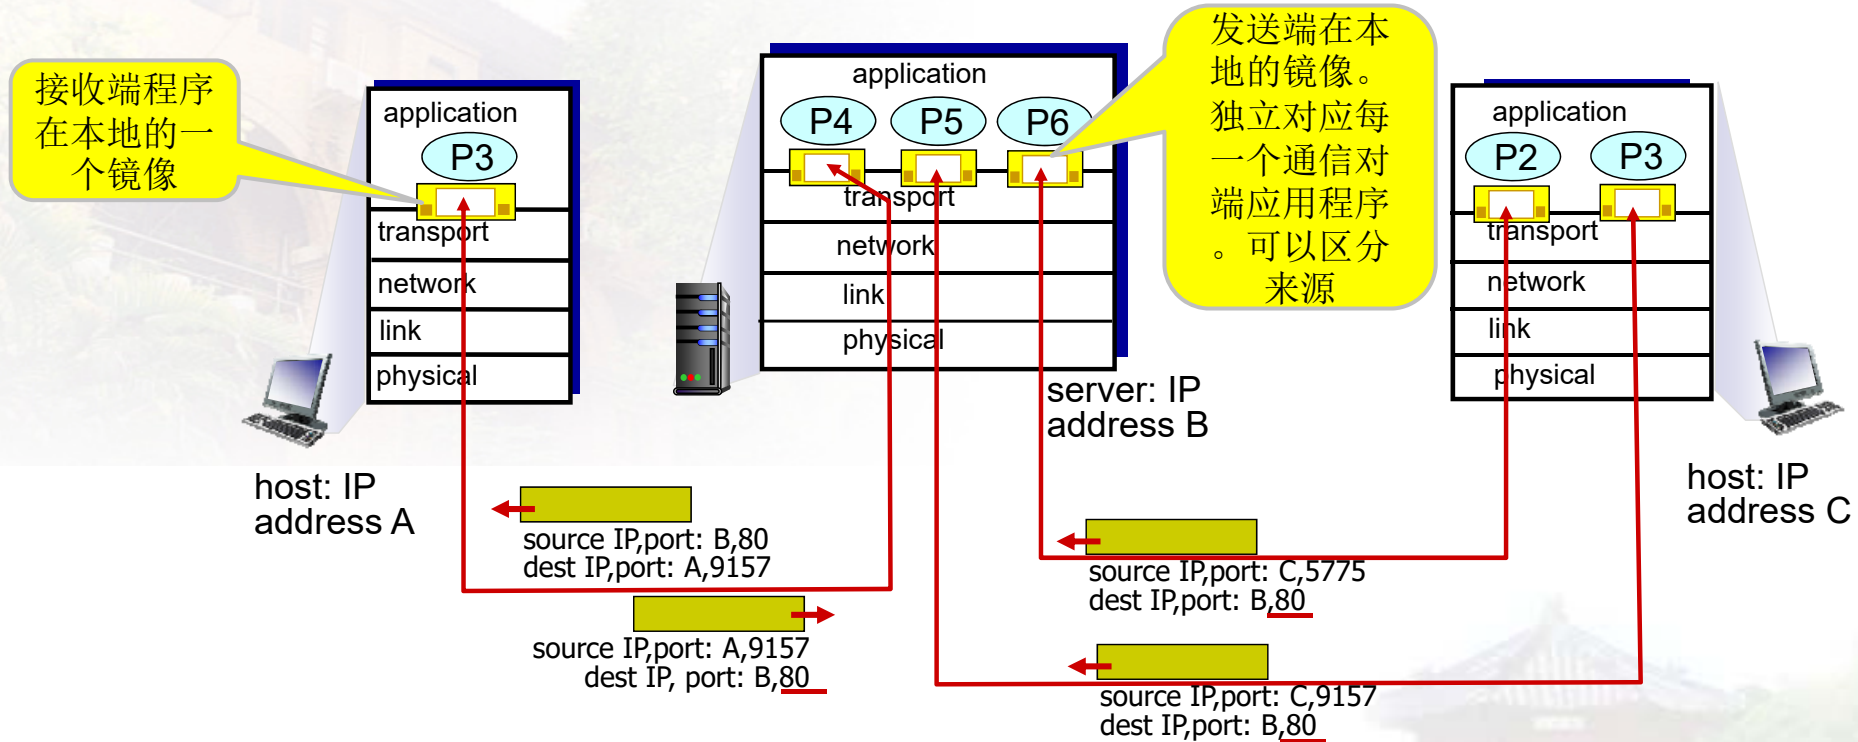 接收端程序
在本地的一
个镜像
application
P3
transport
network
link
physical
host: IP
address A
application
P4 P5 P6
transport
network
link
physical
server: IP
address B
发送端在本
地的镜像。
独立对应每
一个通信对
端应用程序
。可以区分
来源
application
P2 P3
transport
network
link
physical
host: IP
address C
source IP,port: B,80
dest IP,port: A,9157
source IP,port: A,9157
dest IP, port: B,80
source IP,port: C,5775
dest IP,port: B,80
source IP,port: C,9157
dest IP,port: B,80